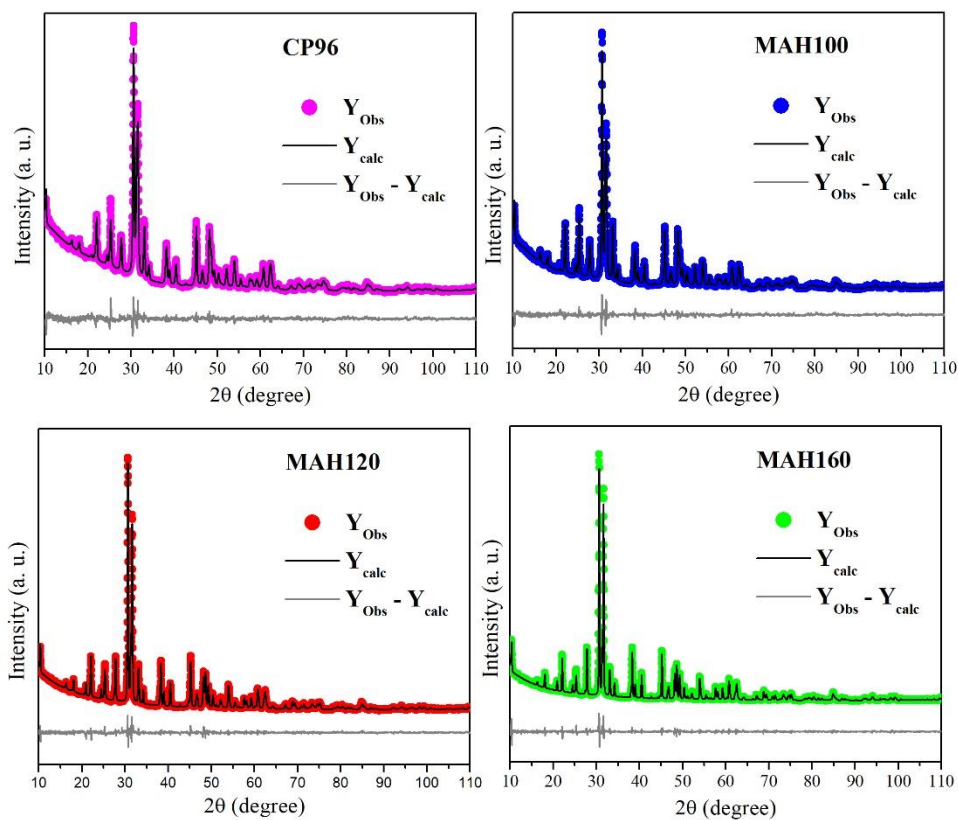 CP96
Y_Obs
Y_calc
Y_Obs - Y_calc
Intensity (a. u.)
10 20 30 40 50 60 70 80 90 100 110
2θ (degree)
MAH100
Y_Obs
Y_calc
Y_Obs - Y_calc
Intensity (a. u.)
10 20 30 40 50 60 70 80 90 100 110
2θ (degree)
MAH120
Y_Obs
Y_calc
Y_Obs - Y_calc
Intensity (a. u.)
10 20 30 40 50 60 70 80 90 100 110
2θ (degree)
MAH160
Y_Obs
Y_calc
Y_Obs - Y_calc
Intensity (a. u.)
10 20 30 40 50 60 70 80 90 100 110
2θ (degree)